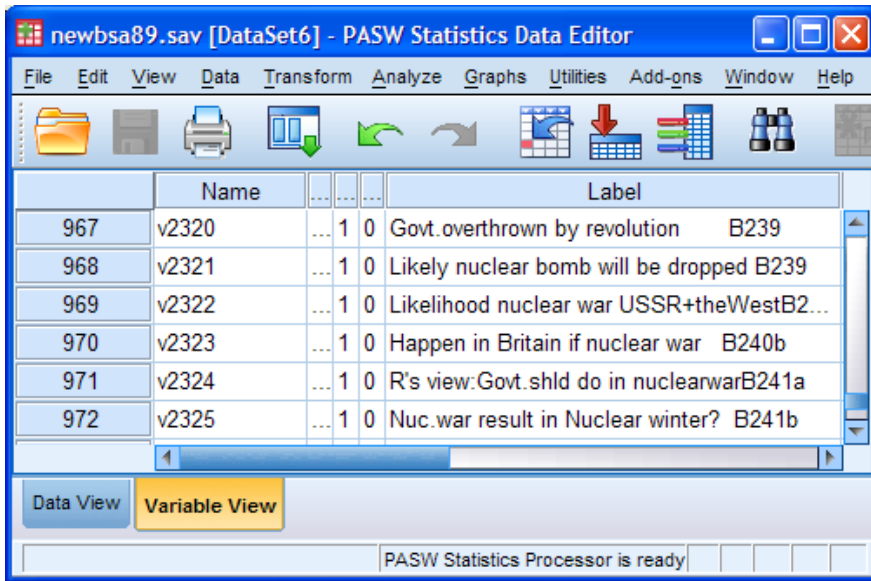 newbsa89.sav [DataSet6] - PASW Statistics Data Editor
File Edit View Data Transform Analyze Graphs Utilities Add-ons Window Help
Name ... ... ... Label
967 v2320 ... 1 0 Govt.overthrown by revolution B239
968 v2321 ... 1 0 Likely nuclear bomb will be dropped B239
969 v2322 ... 1 0 Likelihood nuclear war USSR+theWestB2...
970 v2323 ... 1 0 Happen in Britain if nuclear war B240b
971 v2324 ... 1 0 R's view:Govt.shld do in nuclearwarB241a
972 v2325 ... 1 0 Nuc.war result in Nuclear winter? B241b
Data View Variable View
PASW Statistics Processor is ready